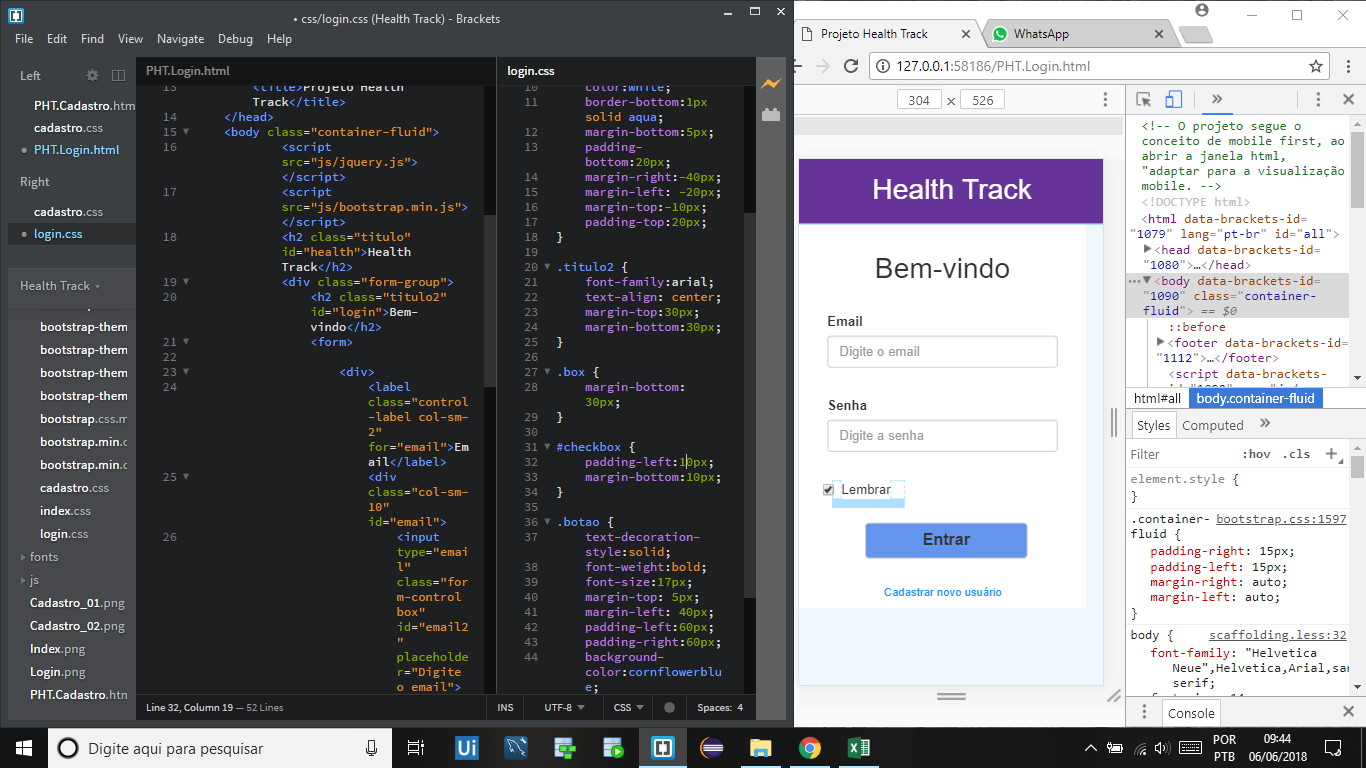 • css/login.css (Health Track) - Brackets
File Edit Find View Navigate Debug Help
Left
PHT.Cadastro.htm
cadastro.css
• PHT.Login.html
Right
cadastro.css
• login.css
Health Track
bootstrap-them
bootstrap-them
bootstrap-them
bootstrap-them
bootstrap.css.m
bootstrap.min.c
bootstrap.min.c
cadastro.css
index.css
login.css
fonts
js
Cadastro_01.png
Cadastro_02.png
Index.png
Login.png
PHT.Cadastro.htn
PHT.Login.html
13 <title>Projeto Health
Track</title>
14 </head>
15 <body class="container-fluid">
16 <script
src="js/jquery.js">
</script>
17 <script
src="js/bootstrap.min.js">
</script>
18 <h2 class="titulo"
id="health">Health
Track</h2>
19 <div class="form-group">
20 <h2 class="titulo2"
id="login">Bem-
vindo</h2>
21 <form>
22
23 <div>
24 <label
class="control
-label col-sm-
2"
for="email">Em
ail</label>
25 <div
class="col-sm-
10"
id="email">
26 <input
type="emai
l"
class="for
m-control
box"
id="email2
"
placeholde
r="Digite
o email">
login.css
10 color:white;
11 border-bottom:1px
solid aqua;
12 margin-bottom:5px;
13 padding-
bottom:20px;
14 margin-right:-40px;
15 margin-left: -20px;
16 margin-top:-10px;
17 padding-top:20px;
18 }
19
20 .titulo2 {
21 font-family:arial;
22 text-align: center;
23 margin-top:30px;
24 margin-bottom:30px;
25 }
26
27 .box {
28 margin-bottom:
30px;
29 }
30
31 #checkbox {
32 padding-left:10px;
33 margin-bottom:10px;
34 }
35
36 .botao {
37 text-decoration-
style:solid;
38 font-weight:bold;
39 font-size:17px;
40 margin-top: 5px;
41 margin-left: 40px;
42 padding-left:60px;
43 padding-right:60px;
44 background-
color:cornflowerblu
e;
Line 32, Column 19 — 52 Lines
INS UTF-8 CSS Spaces: 4
Projeto Health Track
WhatsApp
127.0.0.1:58186/PHT.Login.html
304 × 526
Health Track
Bem-vindo
Email
Digite o email
Senha
Digite a senha
Lembrar
Entrar
Cadastrar novo usuário
<!-- O projeto segue o
conceito de mobile first, ao
abrir a janela html,
"adaptar para a visualização
mobile. -->
<!DOCTYPE html>
<html data-brackets-id=
"1079" lang="pt-br" id="all">
<head data-brackets-id=
"1080">…</head>
<body data-brackets-id=
"1090" class="container-
fluid"> == $0
::before
<footer data-brackets-id=
"1112">…</footer>
<script data-brackets-
html#all body.container-fluid
Styles Computed
Filter :hov .cls
element.style {
}
.container- bootstrap.css:1597
fluid {
padding-right: 15px;
padding-left: 15px;
margin-right: auto;
margin-left: auto;
}
body { scaffolding.less:32
font-family: "Helvetica
Neue",Helvetica,Arial,san
serif;
Console
Digite aqui para pesquisar
Ui
POR
PTB
09:44
06/06/2018